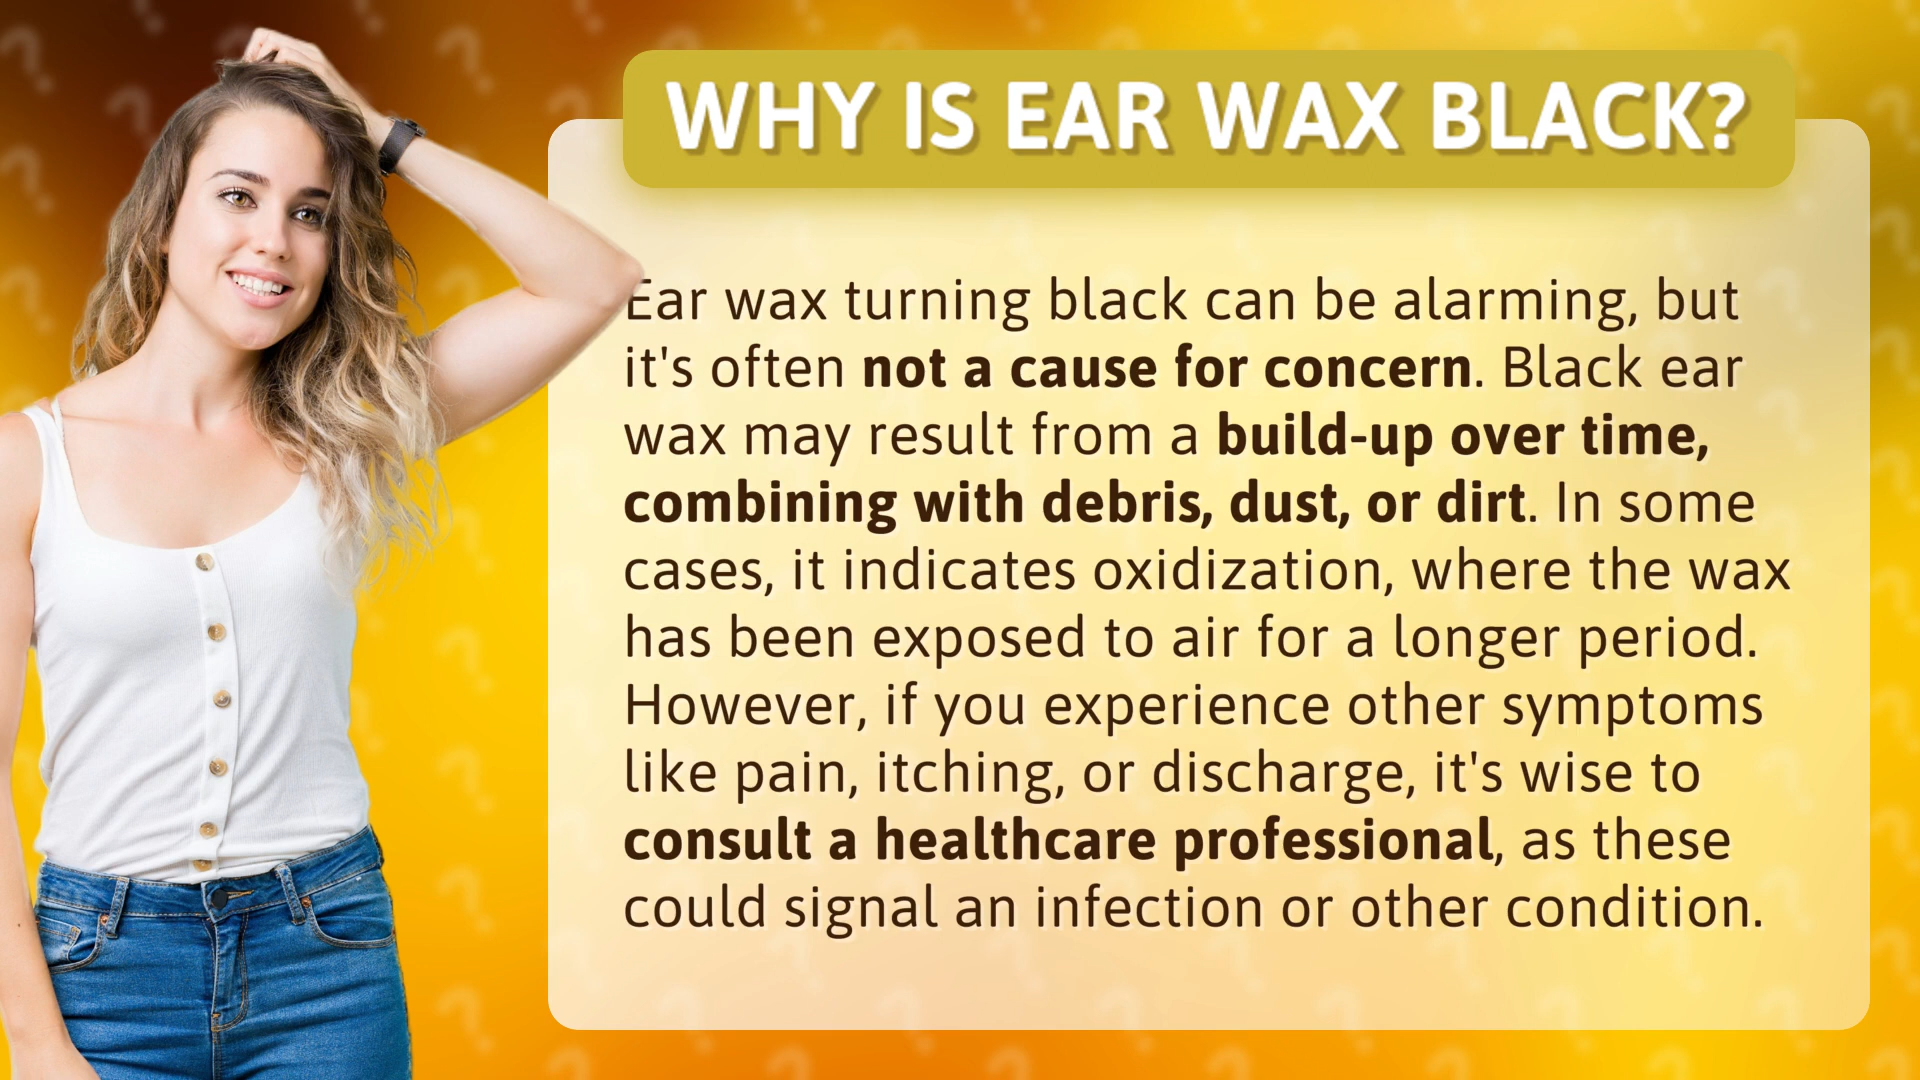 WHY IS EAR WAX BLACK?
Ear wax turning black can be alarming, but
it's often not a cause for concern. Black ear
wax may result from a build-up over time,
combining with debris, dust, or dirt. In some
cases, it indicates oxidization, where the wax
has been exposed to air for a longer period.
However, if you experience other symptoms
like pain, itching, or discharge, it's wise to
consult a healthcare professional, as these
could signal an infection or other condition.